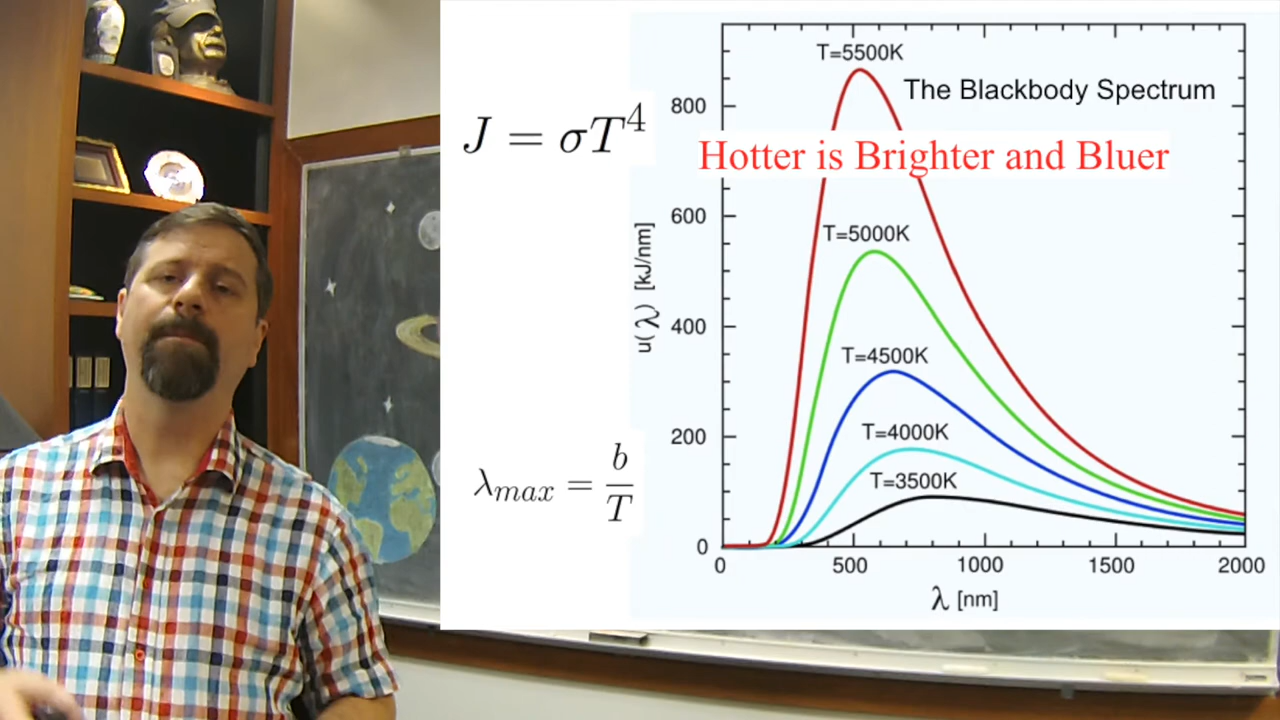 J = σT⁴
λmax = b/T
The Blackbody Spectrum
Hotter is Brighter and Bluer
T=5500K
T=5000K
T=4500K
T=4000K
T=3500K
u(λ) [kJ/nm]
800
600
400
200
0
0 500 1000 1500 2000
λ [nm]